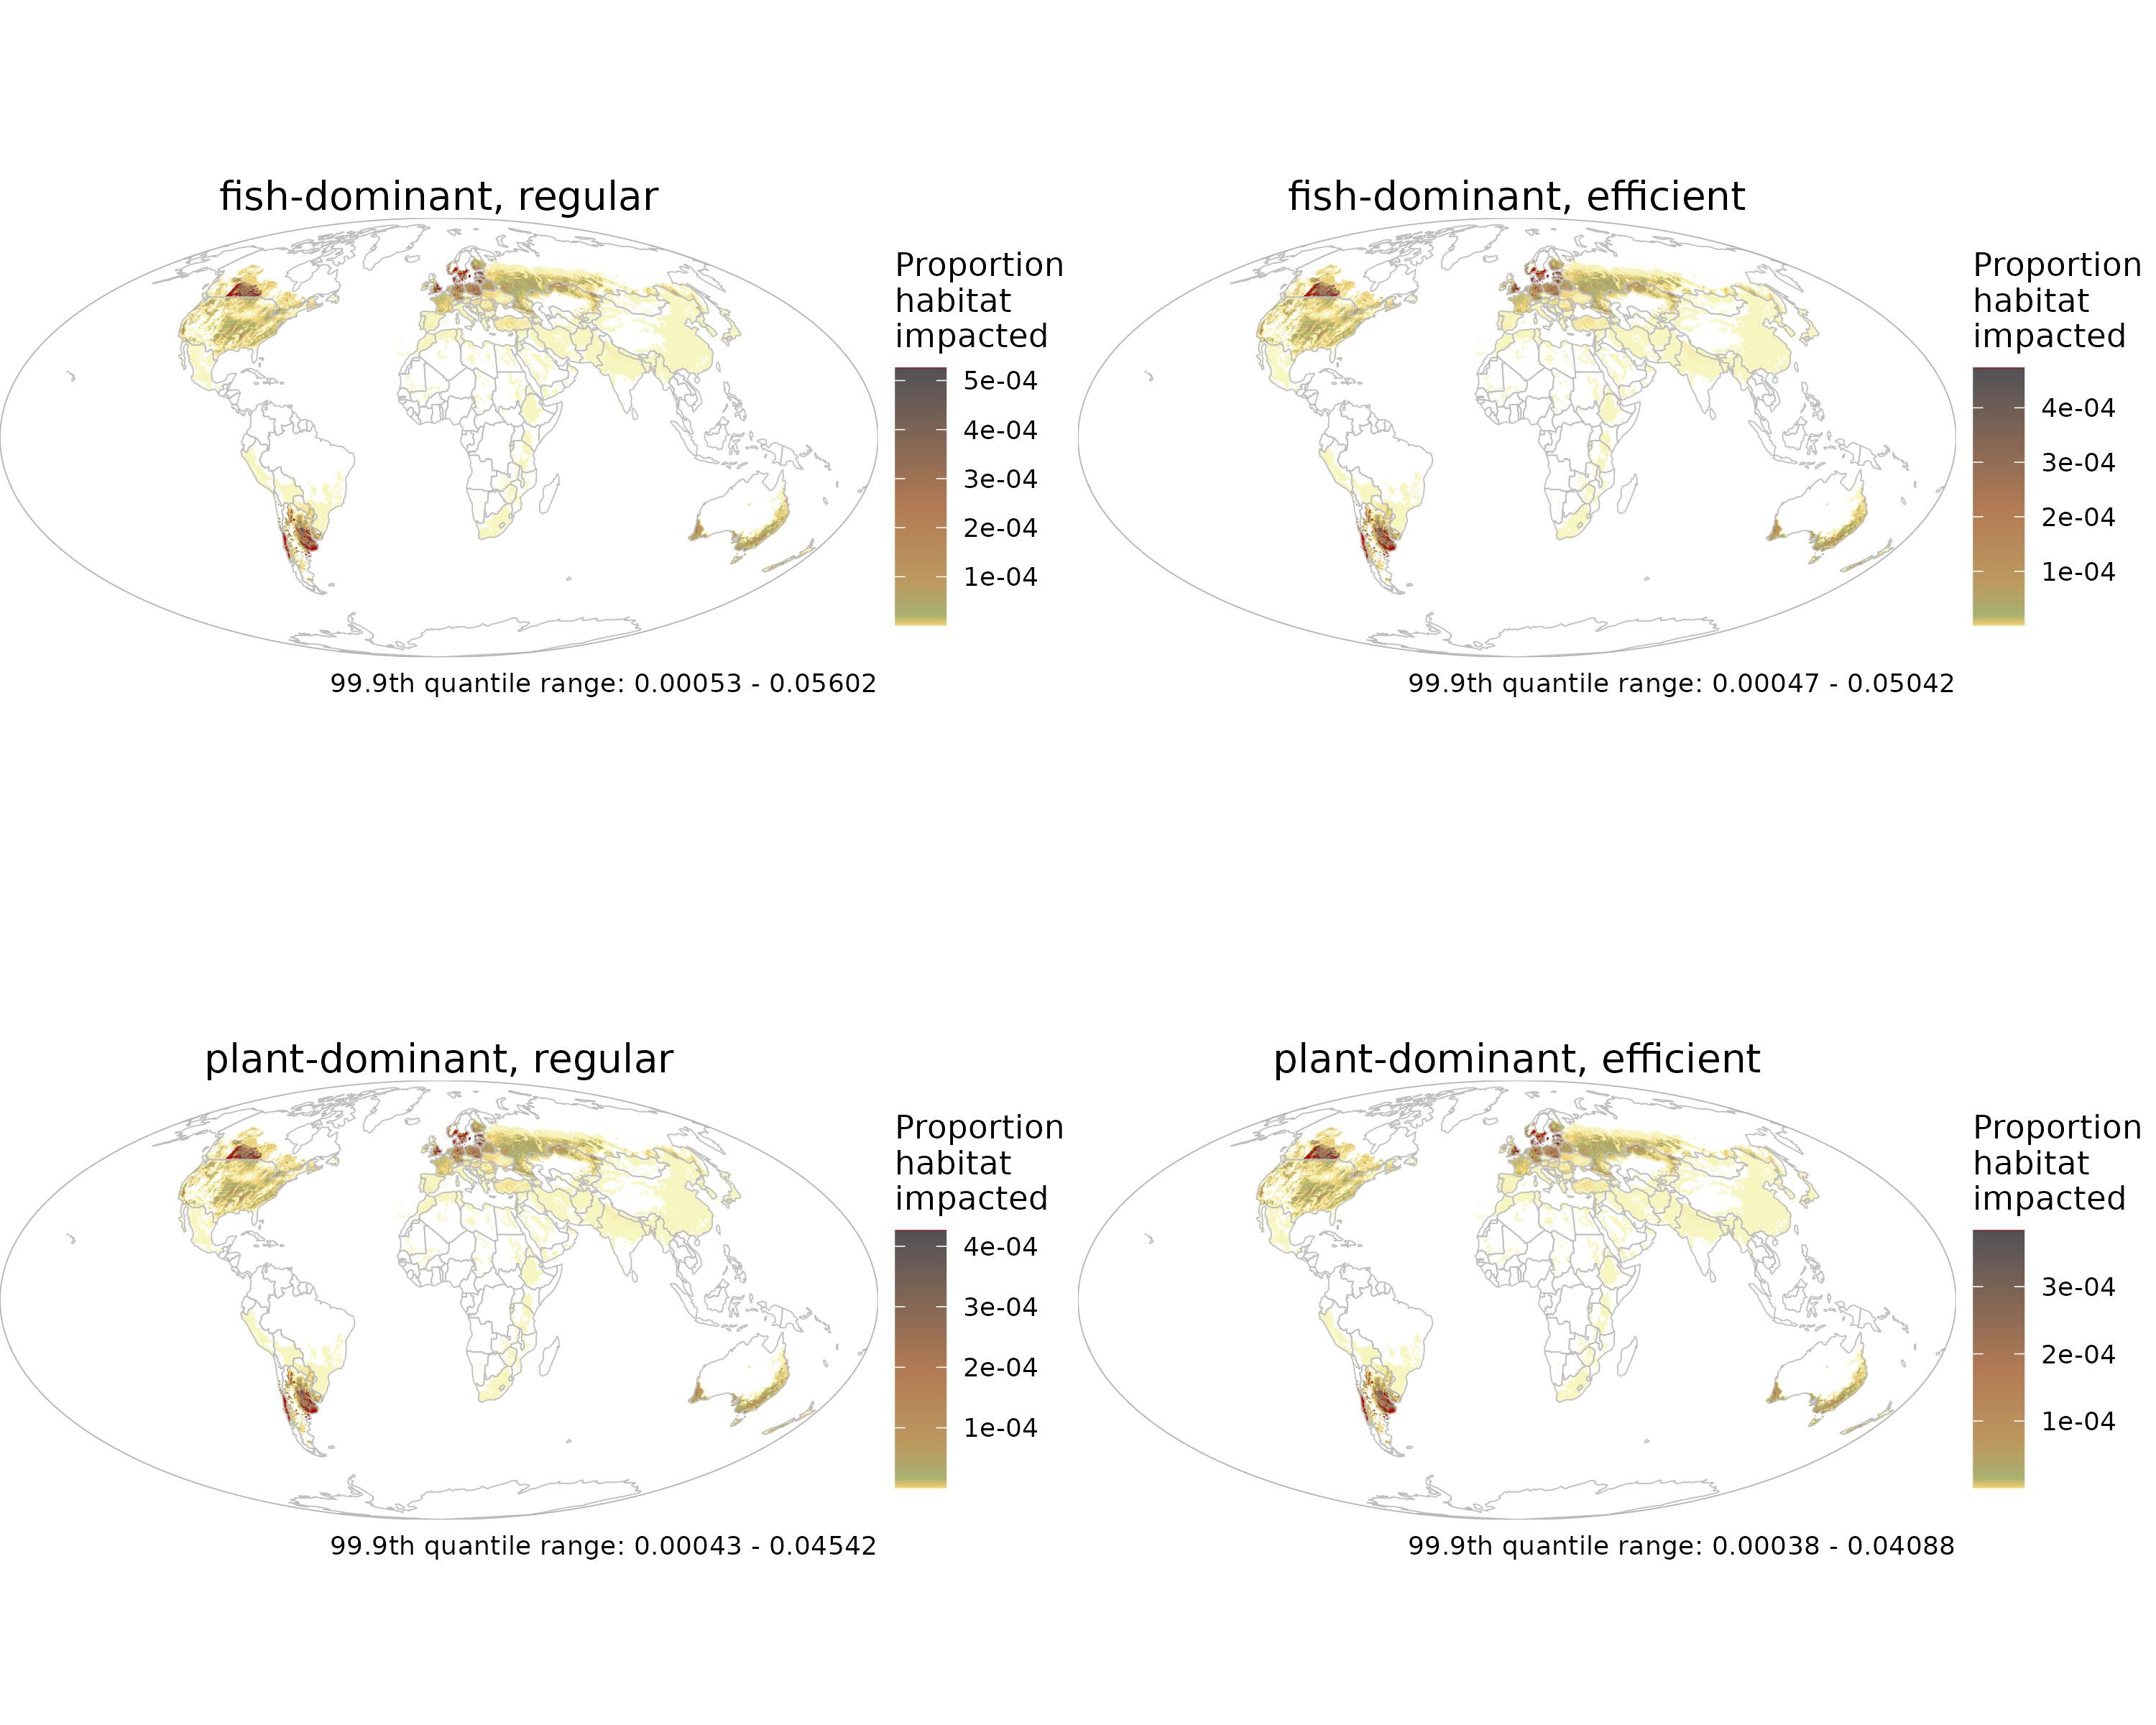 fish-dominant, regular
Proportion
habitat
impacted
5e-04
4e-04
3e-04
2e-04
1e-04
99.9th quantile range: 0.00053 - 0.05602
fish-dominant, efficient
Proportion
habitat
impacted
4e-04
3e-04
2e-04
1e-04
99.9th quantile range: 0.00047 - 0.05042
plant-dominant, regular
Proportion
habitat
impacted
4e-04
3e-04
2e-04
1e-04
99.9th quantile range: 0.00043 - 0.04542
plant-dominant, efficient
Proportion
habitat
impacted
3e-04
2e-04
1e-04
99.9th quantile range: 0.00038 - 0.04088